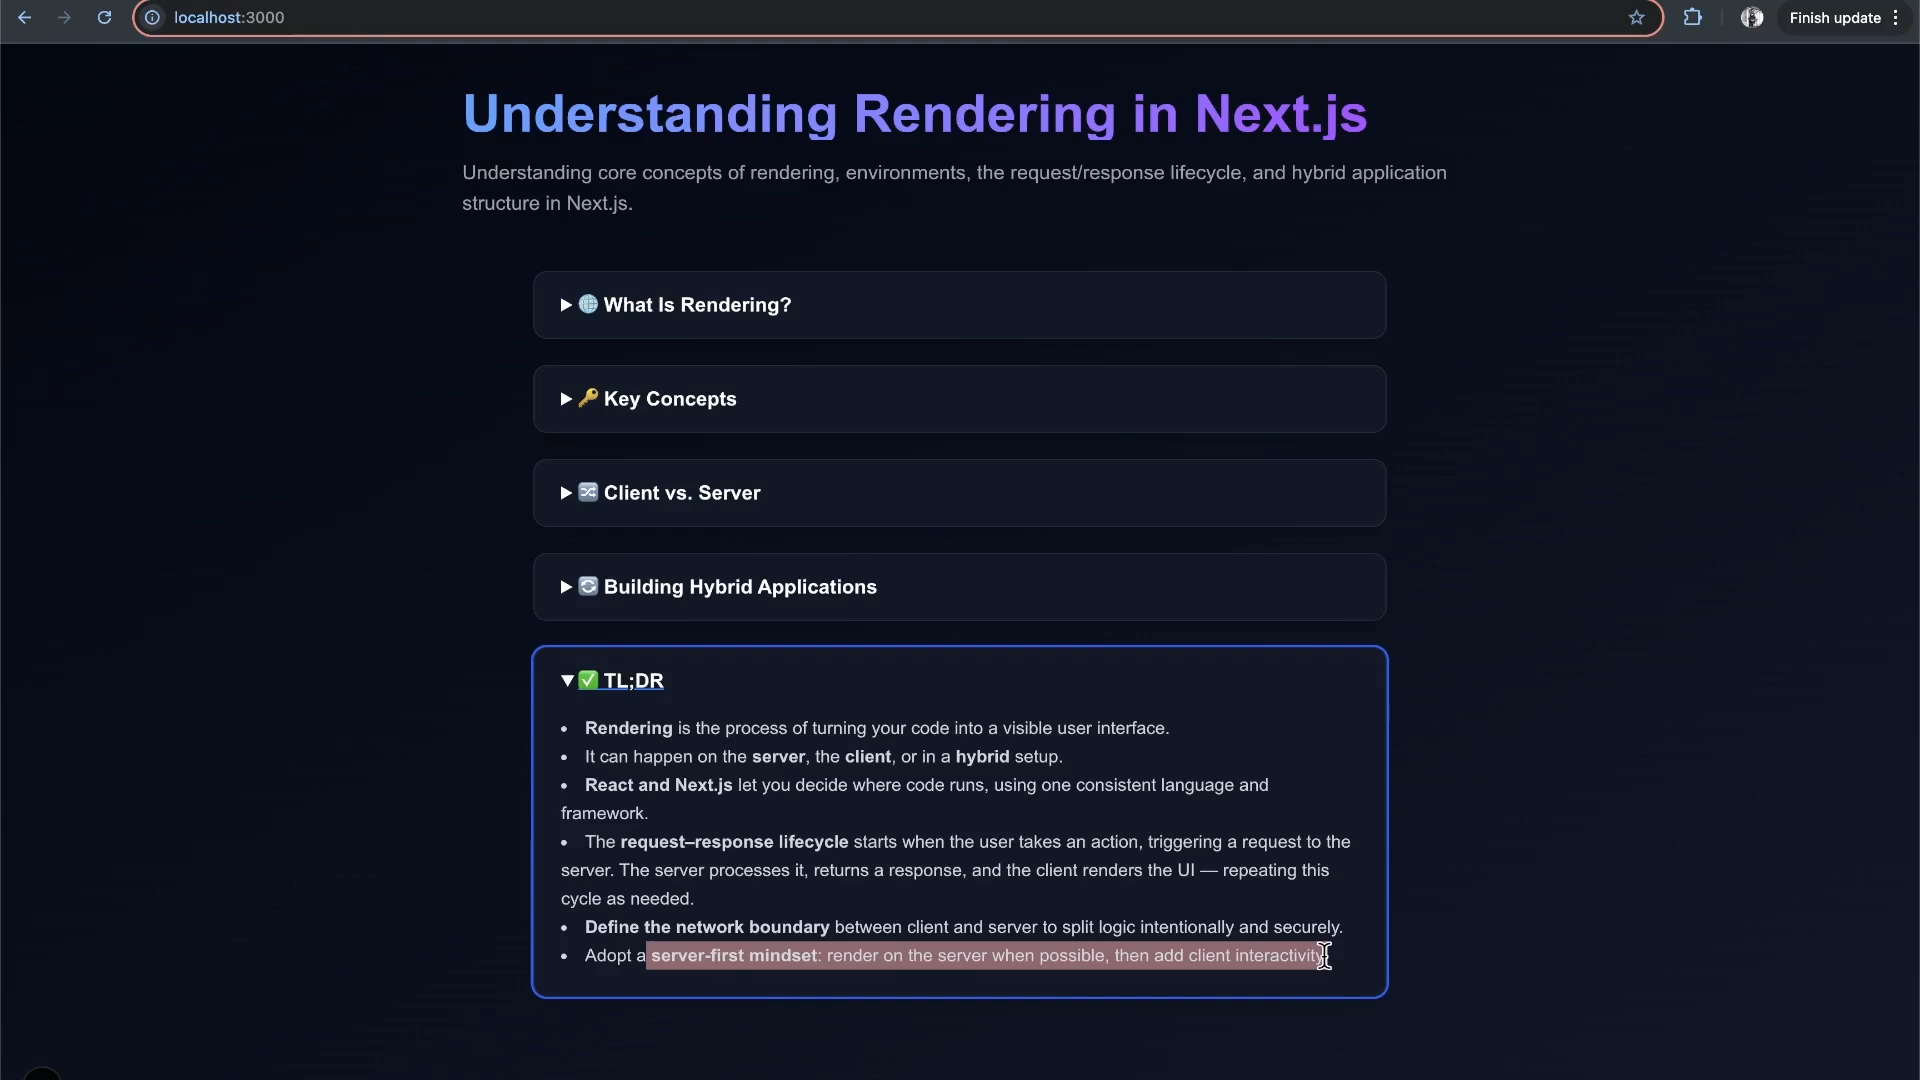 localhost:3000
Finish update
Understanding Rendering in Next.js
Understanding core concepts of rendering, environments, the request/response lifecycle, and hybrid application
structure in Next.js.
▶ 🌐 What Is Rendering?
▶ 🔑 Key Concepts
▶ 🔀 Client vs. Server
▶ 🔄 Building Hybrid Applications
▼ ✅ TL;DR
• Rendering is the process of turning your code into a visible user interface.
• It can happen on the server, the client, or in a hybrid setup.
• React and Next.js let you decide where code runs, using one consistent language and
framework.
• The request–response lifecycle starts when the user takes an action, triggering a request to the
server. The server processes it, returns a response, and the client renders the UI — repeating this
cycle as needed.
• Define the network boundary between client and server to split logic intentionally and securely.
• Adopt a server-first mindset: render on the server when possible, then add client interactivity.